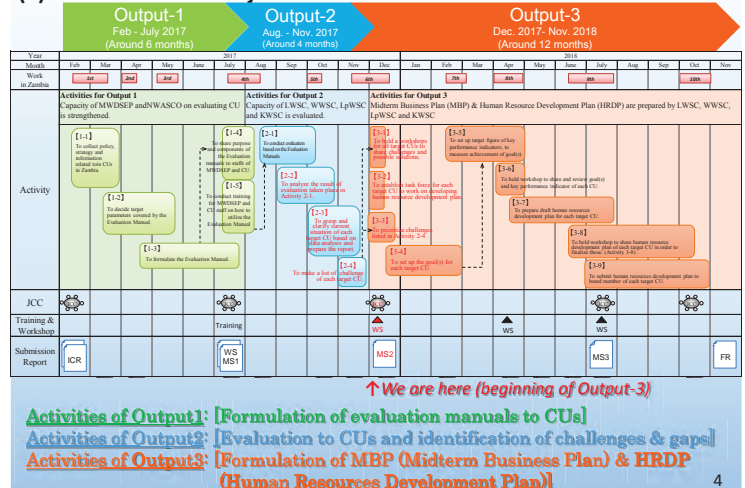 Output-1
Feb - July 2017
(Around 6 months)
Output-2
Aug. - Nov. 2017
(Around 4 months)
Output-3
Dec. 2017- Nov. 2018
(Around 12 months)
Year 2017 2018
Month Feb Mar Apr May June July Aug Sep Oct Nov Dec Jan Feb Mar Apr May June July Aug Sep Oct Nov
Work
in Zambia
1st 2nd 3rd 4th 5th 6th 7th 8th 9th 10th
Activity
Activities for Output 1
Capacity of MWDSEP andNWASCO on evaluating CU
is strengthened.
Activities for Output 2
Capacity of LWSC, WWSC, LpWSC
and KWSC is evaluated.
Activities for Output 3
Midterm Business Plan (MBP) & Human Resource Development Plan (HRDP) are prepared by LWSC, WWSC,
LpWSC and KWSC
[1-1]
To collect policy,
strategy and
information
related to CUs
in Zambia.
[1-2]
To decide target
parameters covered by the
Evaluation Manual.
[1-3]
To formulate the Evaluation Manual.
[1-4]
To share purpose
and components of
the Evaluation
manuals to staffs of
MWDSEP and CU.
[1-5]
To conduct training
for MWDSEP and
CU staff on how to
utilize the
Evaluation Manual
[2-1]
To conduct evaluation
based on the Evaluation
Manuals.
[2-2]
To analyze the result of
evaluation taken place in
Activity 2-1.
[2-3]
To grasp and
clarify current
situation of each
target CU based on
data analysis and
prepare the report.
[2-4]
To make a list of challenge
of each target CU.
[3-1]
To hold a workshops
for all target CUs to
share challenges and
possible solutions.
[3-2]
To establish task force for each
target CU to work on developing
human resource development plan
[3-3]
To prioritize challenges
listed in Activity 2-4.
[3-4]
To set up the goal(s) for
each target CU.
[3-5]
To set up target figure of key
performance indicators, to
measure achievement of goal(s).
[3-6]
To hold workshop to share and review goal(s)
and key performance indicator of each CU.
[3-7]
To prepare draft human resources
development plan for each target CU.
[3-8]
To hold workshop to share human resource
development plan of each target CU in order to
finalize those. (Activity 3-8)
[3-9]
To submit human resources development plan to
board member of each target CU.
JCC
JCC JCC JCC JCC JCC
Training &
Workshop
Training
WS
WS
WS
Submission
Report
ICR
WS
MS1
MS2
MS3
FR
↑We are here (beginning of Output-3)
Activities of Output1: [Formulation of evaluation manuals to CUs]
Activities of Output2: [Evaluation to CUs and identification of challenges & gaps]
Activities of Output3: [Formulation of MBP (Midterm Business Plan) & HRDP
(Human Resources Development Plan)]
4